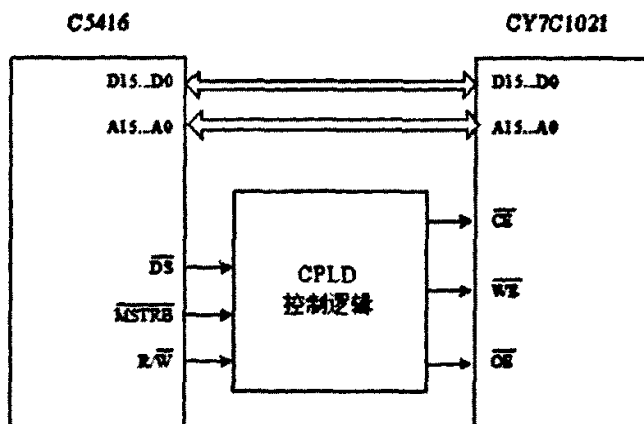 C5416
CY7C1021
D15...D0
D15...D0
A15...A0
A15...A0
CE
DS
CPLD
控制逻辑
WE
MSTRB
R/W
OE